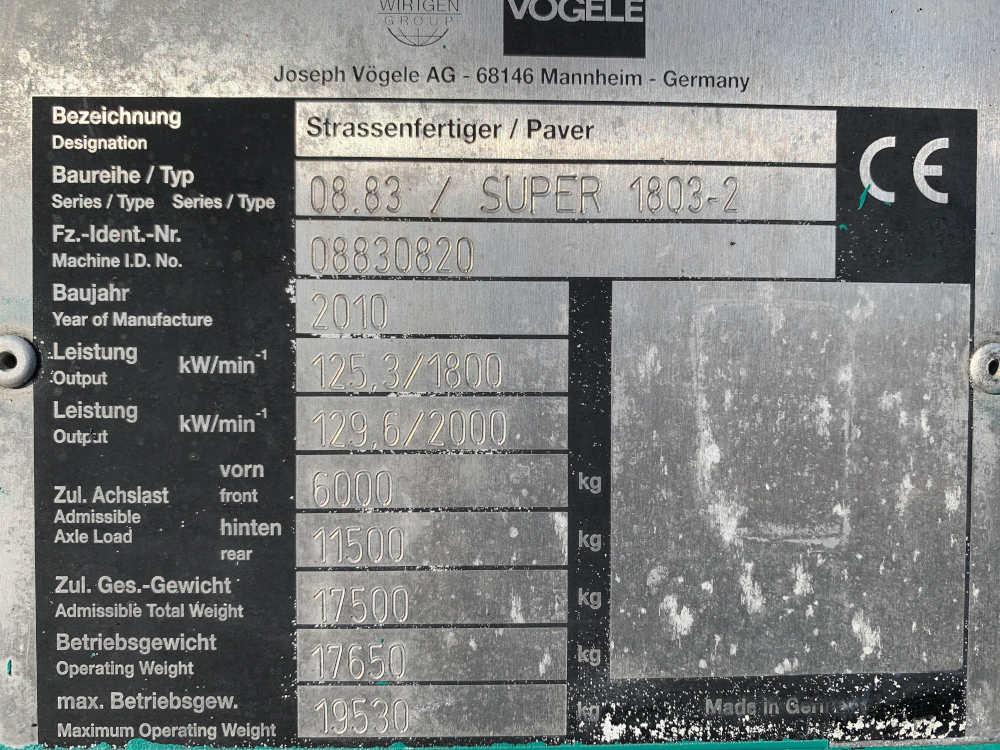 WIRTGEN
GROUP
VÖGELE
Joseph Vögele AG - 68146 Mannheim - Germany
Bezeichnung
Designation
Strassenfertiger / Paver
Baureihe / Typ
Series / Type Series / Type
08.83 / SUPER 1803-2
CE
Fz.-Ident.-Nr.
Machine I.D. No.
08830820
Baujahr
Year of Manufacture
2010
Leistung kW/min⁻¹
Output
125,3/1800
Leistung kW/min⁻¹
Output
129,6/2000
Zul. Achslast
Admissible
Axle Load
vorn
front
6000 kg
hinten
rear
11500 kg
Zul. Ges.-Gewicht
Admissible Total Weight
17500 kg
Betriebsgewicht
Operating Weight
17650 kg
max. Betriebsgew.
Maximum Operating Weight
19530 kg
Made in Germany